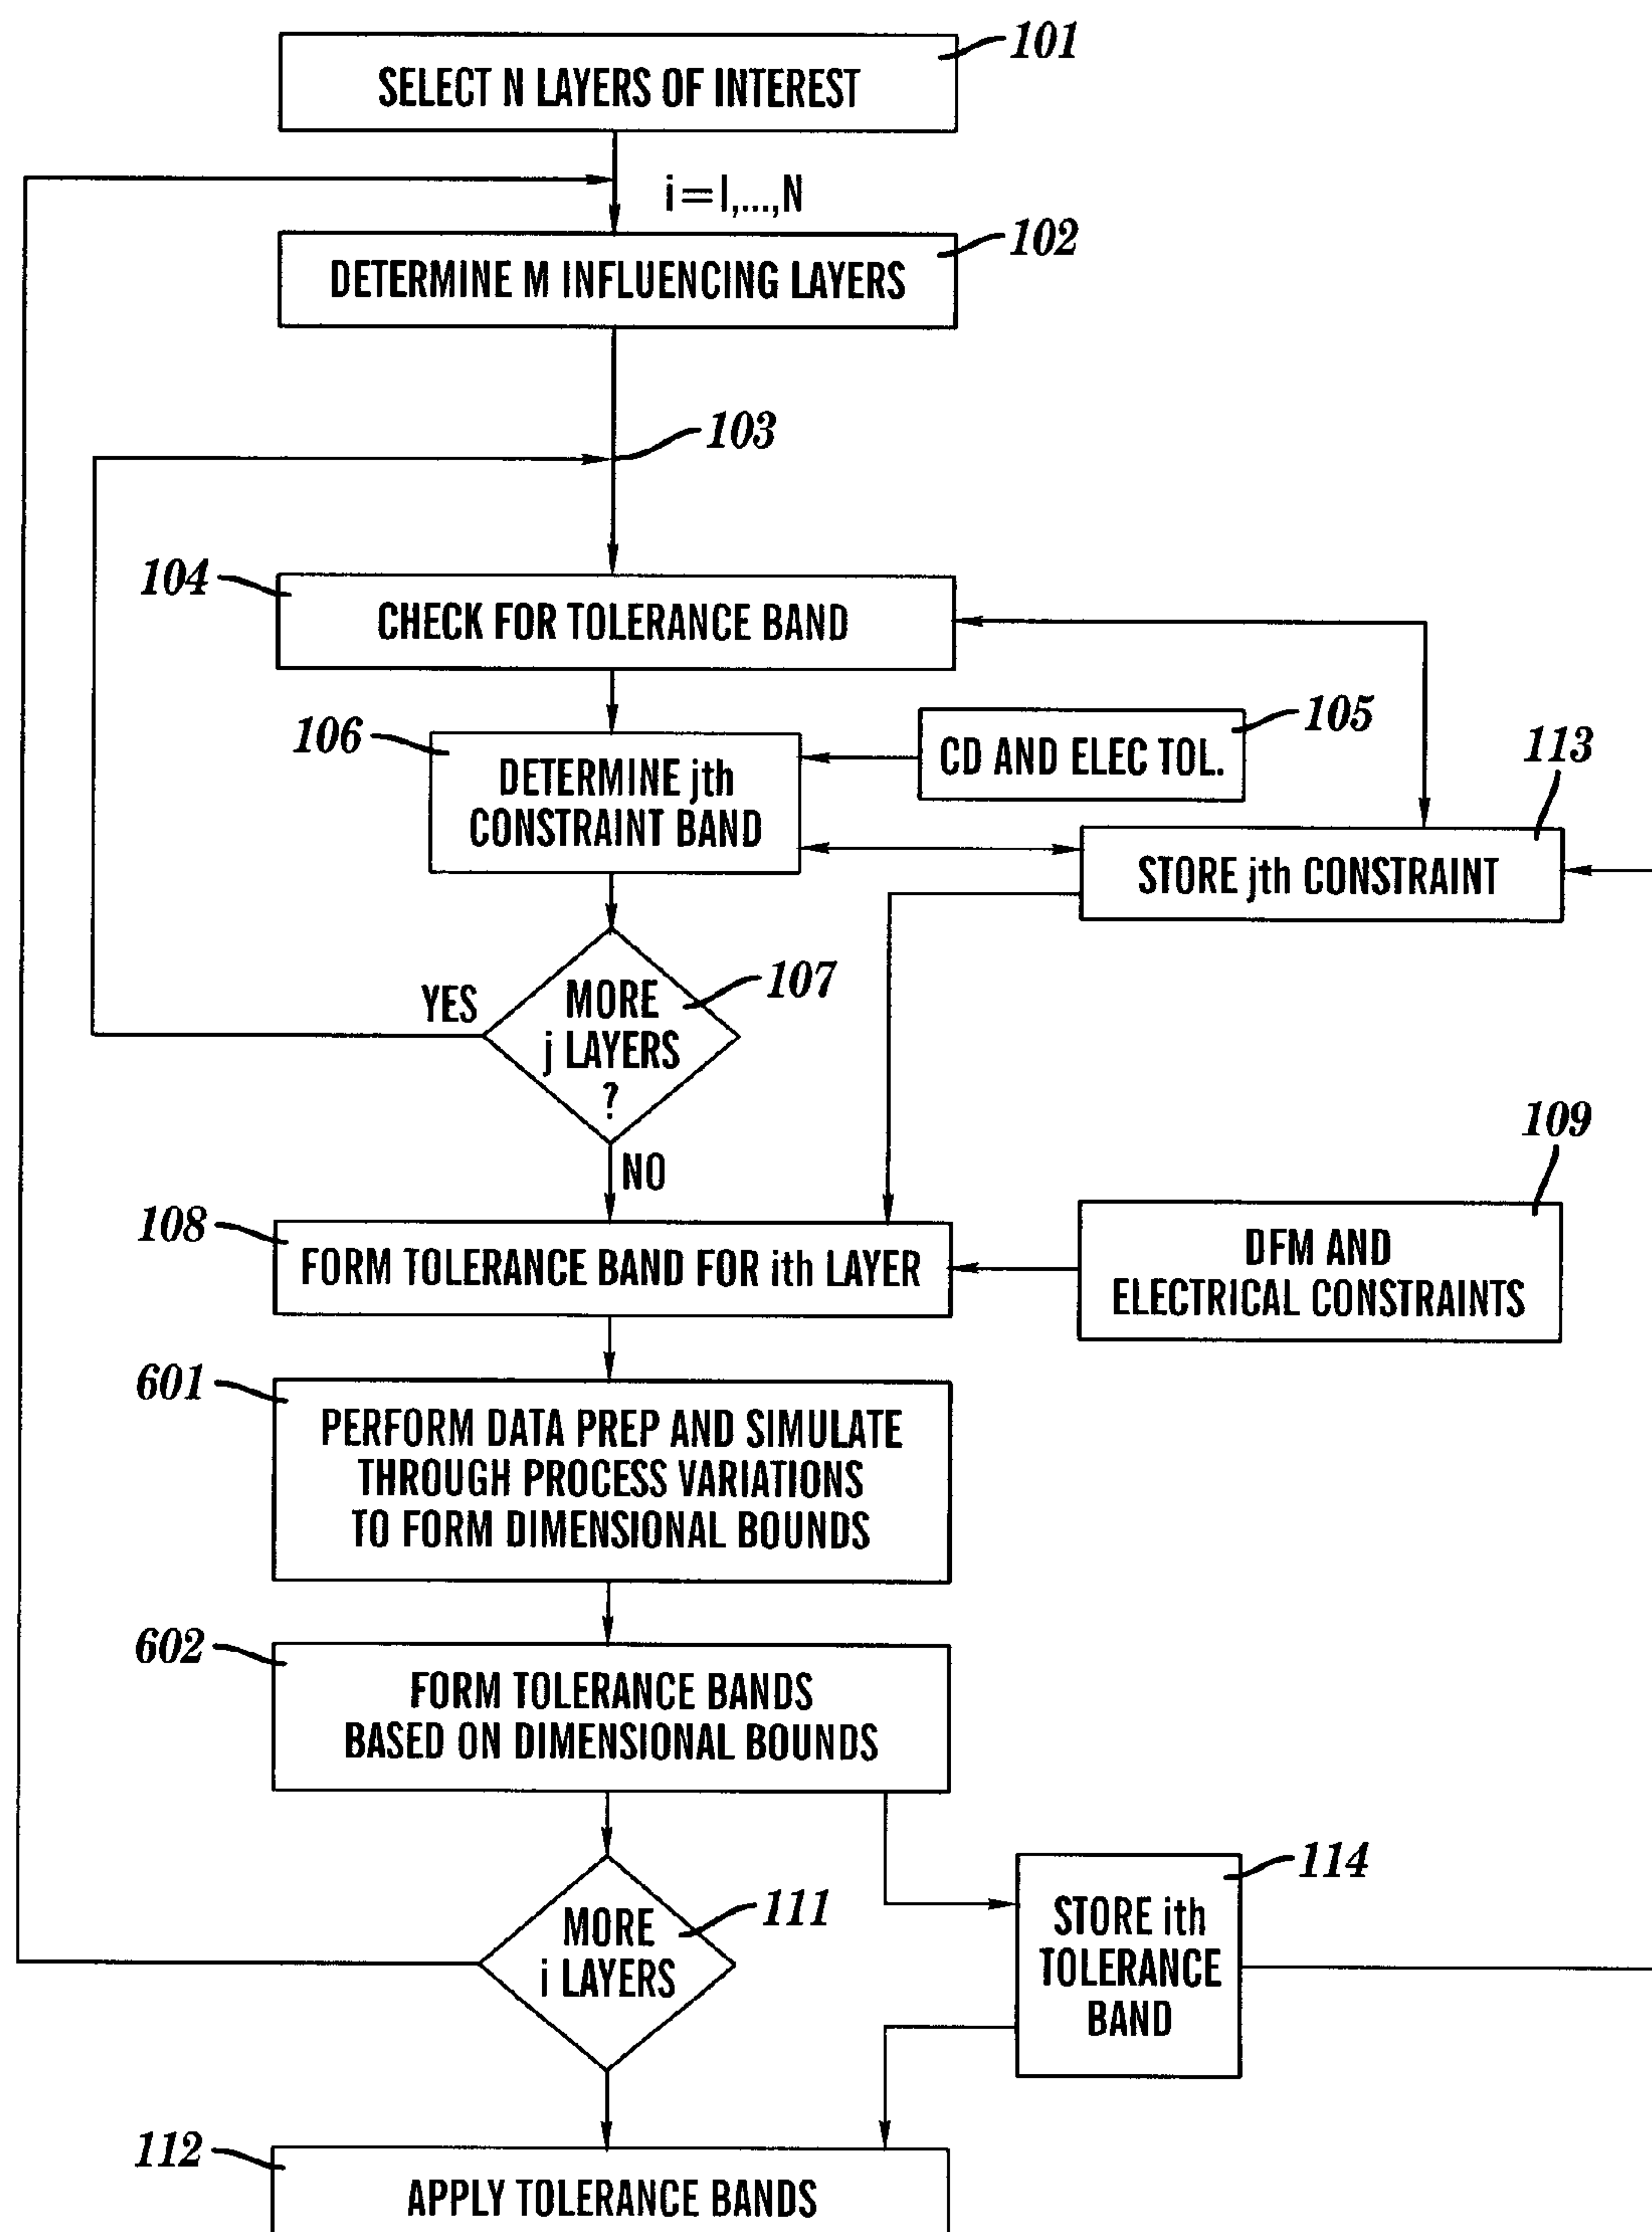 101
SELECT N LAYERS OF INTEREST
i=1,...,N
102
DETERMINE M INFLUENCING LAYERS
103
104
CHECK FOR TOLERANCE BAND
105
CD AND ELEC TOL.
106
DETERMINE jth
CONSTRAINT BAND
113
STORE jth CONSTRAINT
107
YES
MORE
j LAYERS
?
NO
109
DFM AND
ELECTRICAL CONSTRAINTS
108
FORM TOLERANCE BAND FOR ith LAYER
601
PERFORM DATA PREP AND SIMULATE
THROUGH PROCESS VARIATIONS
TO FORM DIMENSIONAL BOUNDS
602
FORM TOLERANCE BANDS
BASED ON DIMENSIONAL BOUNDS
114
STORE ith
TOLERANCE
BAND
111
MORE
i LAYERS
112
APPLY TOLERANCE BANDS